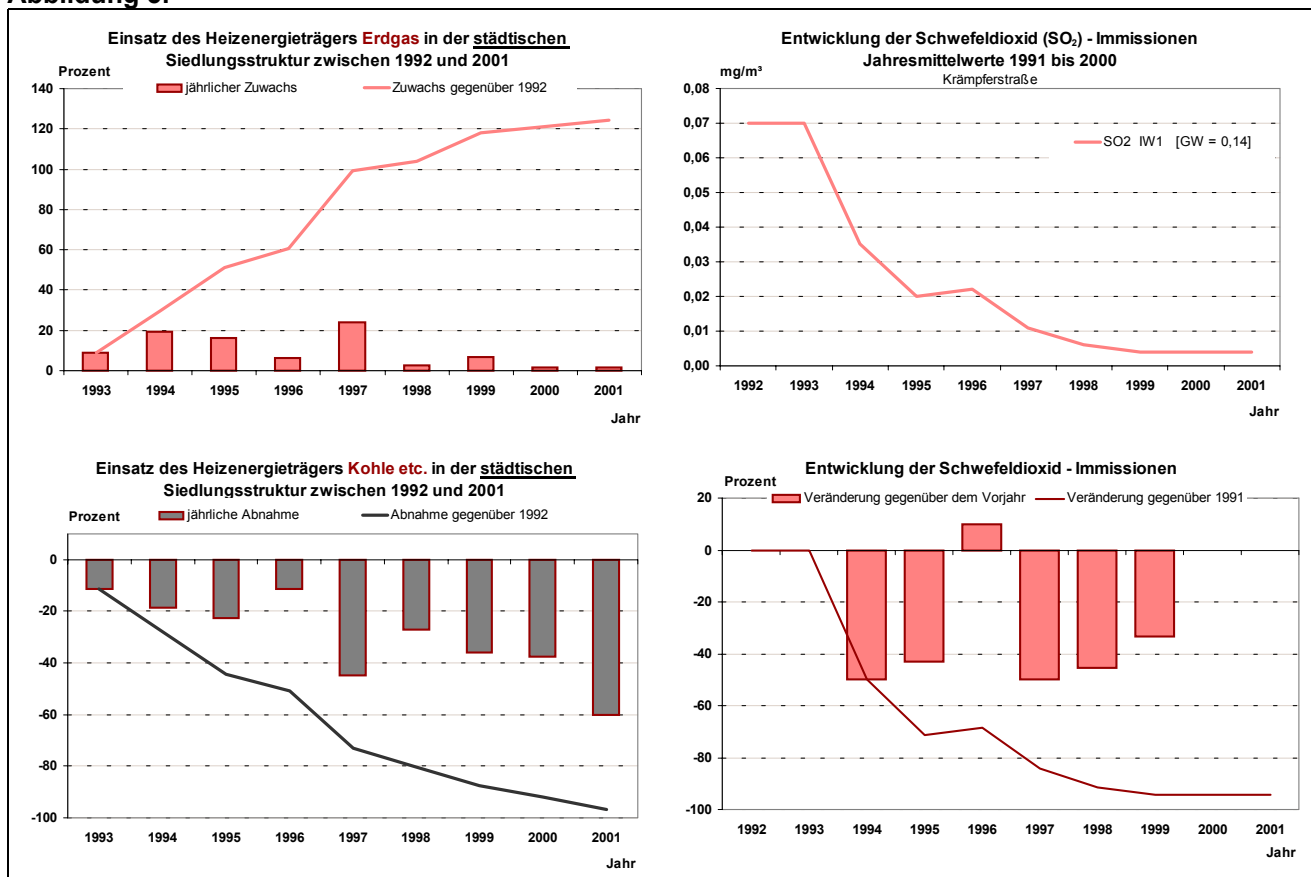 Einsatz des Heizenergieträgers Erdgas in der städtischen
Siedlungsstruktur zwischen 1992 und 2001
Prozent
jährlicher Zuwachs
Zuwachs gegenüber 1992
140
120
100
80
60
40
20
0
1993 1994 1995 1996 1997 1998 1999 2000 2001
Jahr
Entwicklung der Schwefeldioxid (SO₂) - Immissionen
Jahresmittelwerte 1991 bis 2000
Krämpferstraße
mg/m³
SO2 IW1 [GW = 0,14]
0,08
0,07
0,06
0,05
0,04
0,03
0,02
0,01
0,00
1992 1993 1994 1995 1996 1997 1998 1999 2000 2001
Jahr
Einsatz des Heizenergieträgers Kohle etc. in der städtischen
Siedlungsstruktur zwischen 1992 und 2001
Prozent
jährliche Abnahme
Abnahme gegenüber 1992
0
-20
-40
-60
-80
-100
1993 1994 1995 1996 1997 1998 1999 2000 2001
Jahr
Entwicklung der Schwefeldioxid - Immissionen
Prozent
Veränderung gegenüber dem Vorjahr
Veränderung gegenüber 1991
20
0
-20
-40
-60
-80
-100
1992 1993 1994 1995 1996 1997 1998 1999 2000 2001
Jahr